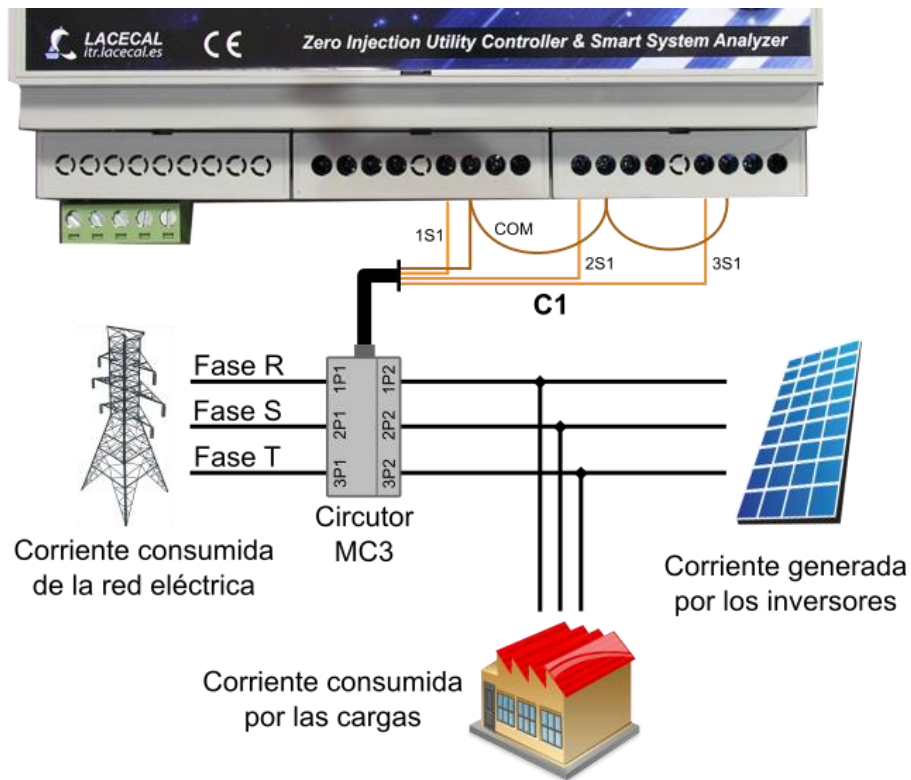 LACECAL
itr.lacecal.es
CE
Zero Injection Utility Controller & Smart System Analyzer
1S1
COM
2S1
3S1
C1
Fase R
1P1
1P2
Fase S
2P1
2P2
Fase T
3P1
3P2
Circutor
MC3
Corriente consumida
de la red eléctrica
Corriente generada
por los inversores
Corriente consumida
por las cargas